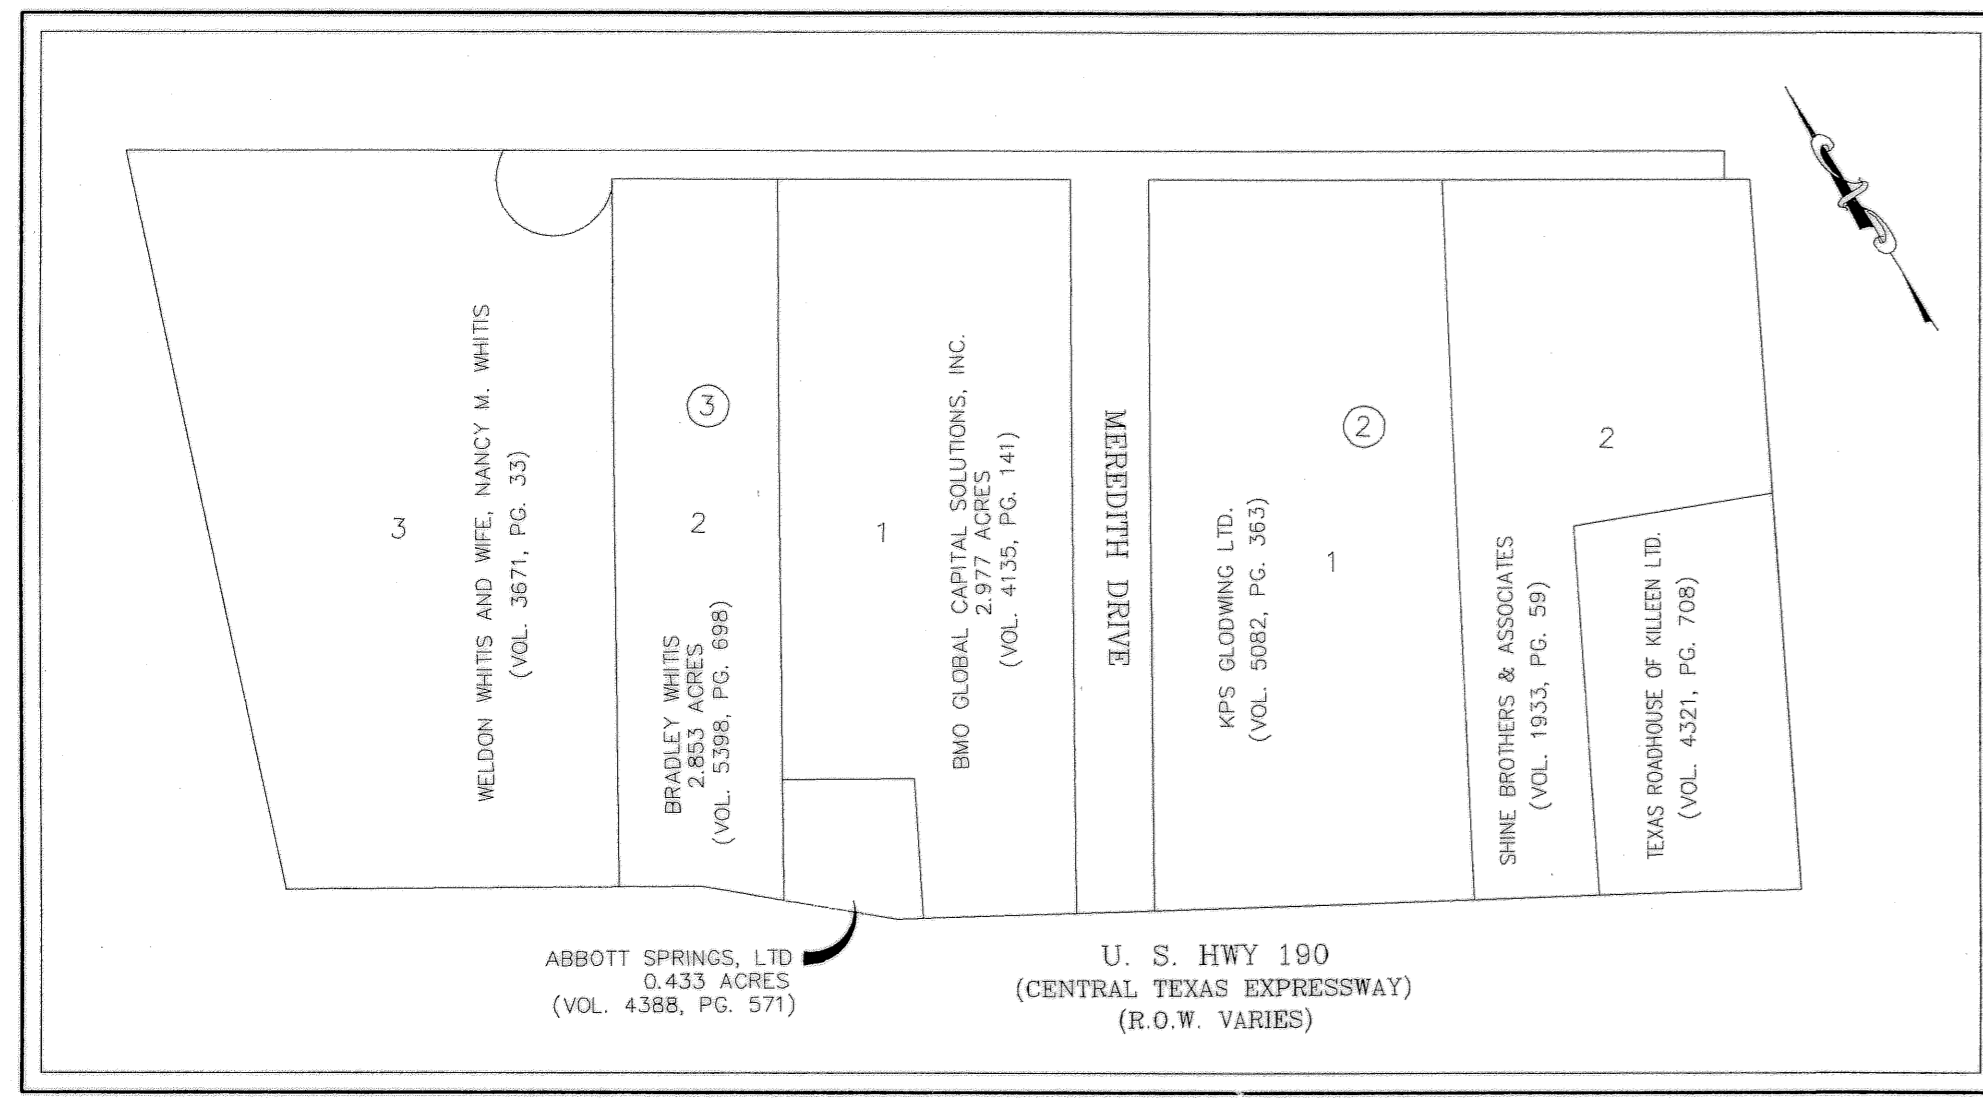 3
WELDON WHITIS AND WIFE, NANCY M. WHITIS
(VOL. 3671, PG. 33)
3
2
BRADLEY WHITIS
2.853 ACRES
(VOL. 5398, PG. 698)
1
BMO GLOBAL CAPITAL SOLUTIONS, INC.
2.977 ACRES
(VOL. 4135, PG. 141)
MEREDITH DRIVE
2
KPS GLODWING LTD.
(VOL. 5082, PG. 363)
1
2
SHINE BROTHERS & ASSOCIATES
(VOL. 1933, PG. 59)
TEXAS ROADHOUSE OF KILLEEN LTD.
(VOL. 4321, PG. 708)
ABBOTT SPRINGS, LTD
0.433 ACRES
(VOL. 4388, PG. 571)
U. S. HWY 190
(CENTRAL TEXAS EXPRESSWAY)
(R.O.W. VARIES)